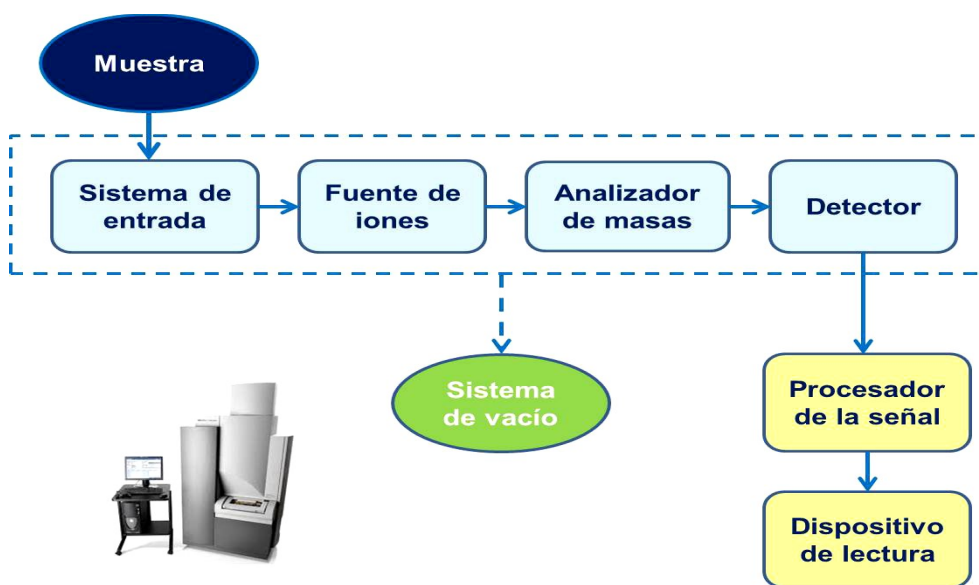 Muestra
Sistema de
entrada
Fuente de
iones
Analizador
de masas
Detector
Sistema
de vacío
Procesador
de la señal
Dispositivo
de lectura